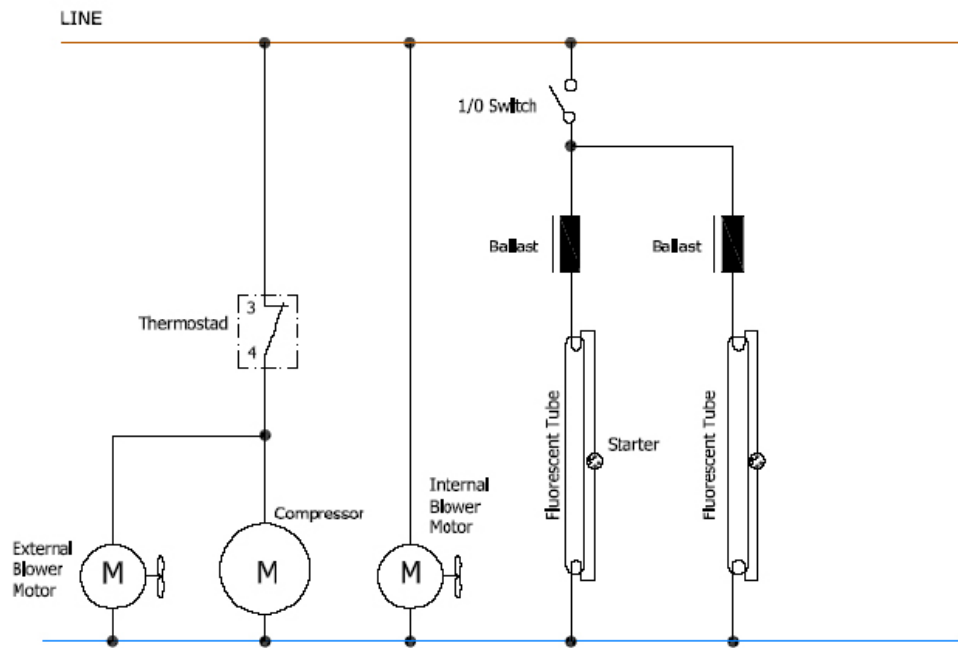 LINE
1/0 Switch
Ballast
Ballast
3
Thermostad
4
Fluorescent Tube
Starter
Fluorescent Tube
Compressor
Internal
Blower
Motor
External
Blower
Motor
M
M
M